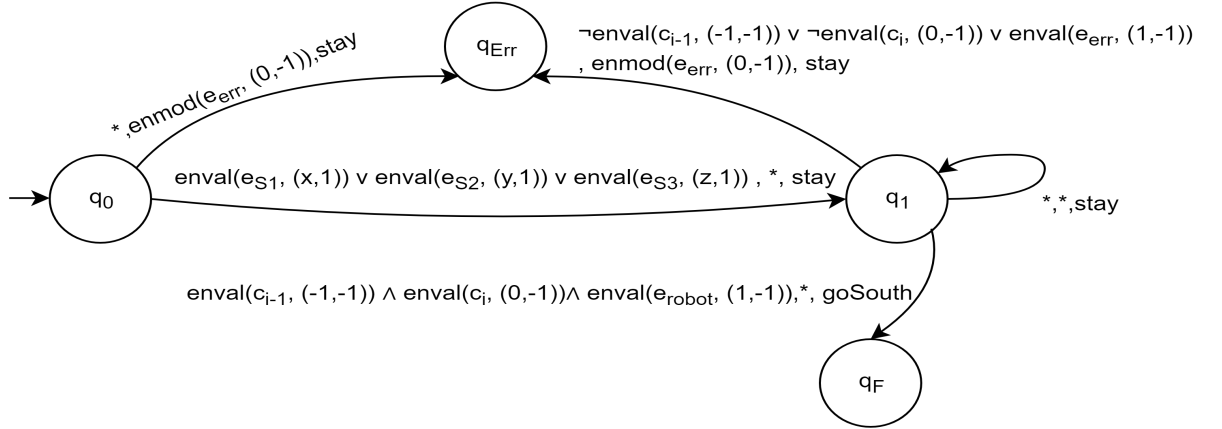 q_Err
¬enval(c_i-1, (-1,-1)) v ¬enval(c_i, (0,-1)) v enval(e_err, (1,-1))
, enmod(e_err, (0,-1)), stay
*,enmod(e_err, (0,-1)),stay
enval(e_S1, (x,1)) v enval(e_S2, (y,1)) v enval(e_S3, (z,1)) , *, stay
q_0
q_1
*,*,stay
enval(c_i-1, (-1,-1)) ∧ enval(c_i, (0,-1))∧ enval(e_robot, (1,-1)),*, goSouth
q_F